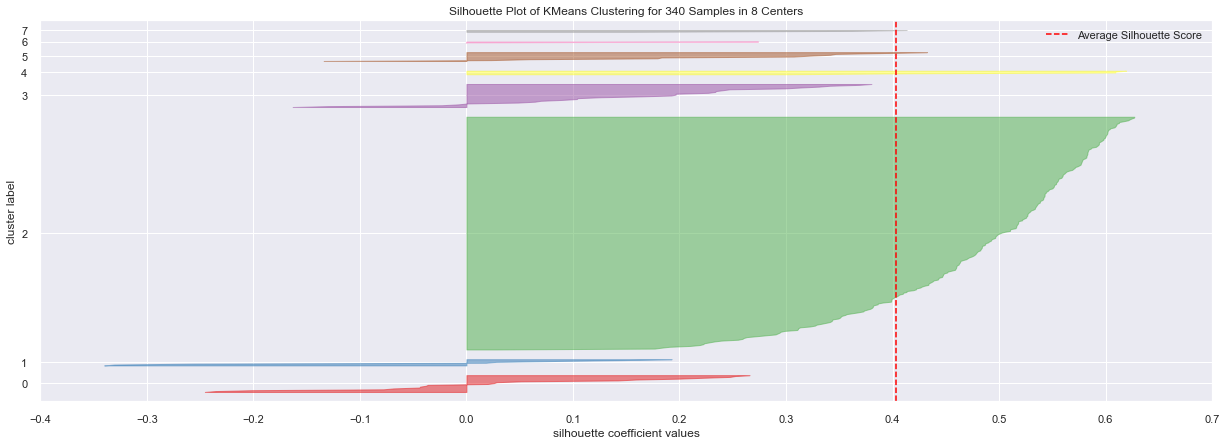 Silhouette Plot of KMeans Clustering for 340 Samples in 8 Centers
Average Silhouette Score
7
6
5
4
3
2
1
0
cluster label
−0.4 −0.3 −0.2 −0.1 0.0 0.1 0.2 0.3 0.4 0.5 0.6 0.7
silhouette coefficient values